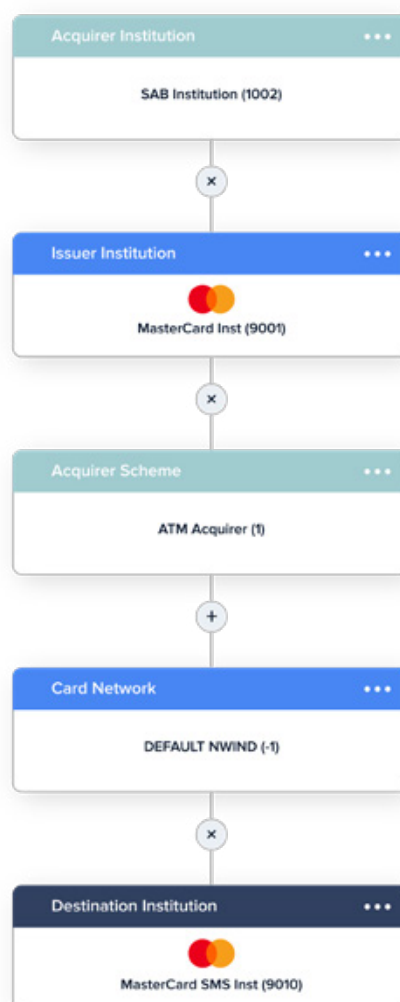 Acquirer Institution
SAB Institution (1002)
Issuer Institution
MasterCard Inst (9001)
Acquirer Scheme
ATM Acquirer (1)
Card Network
DEFAULT NWIND (-1)
Destination Institution
MasterCard SMS Inst (9010)